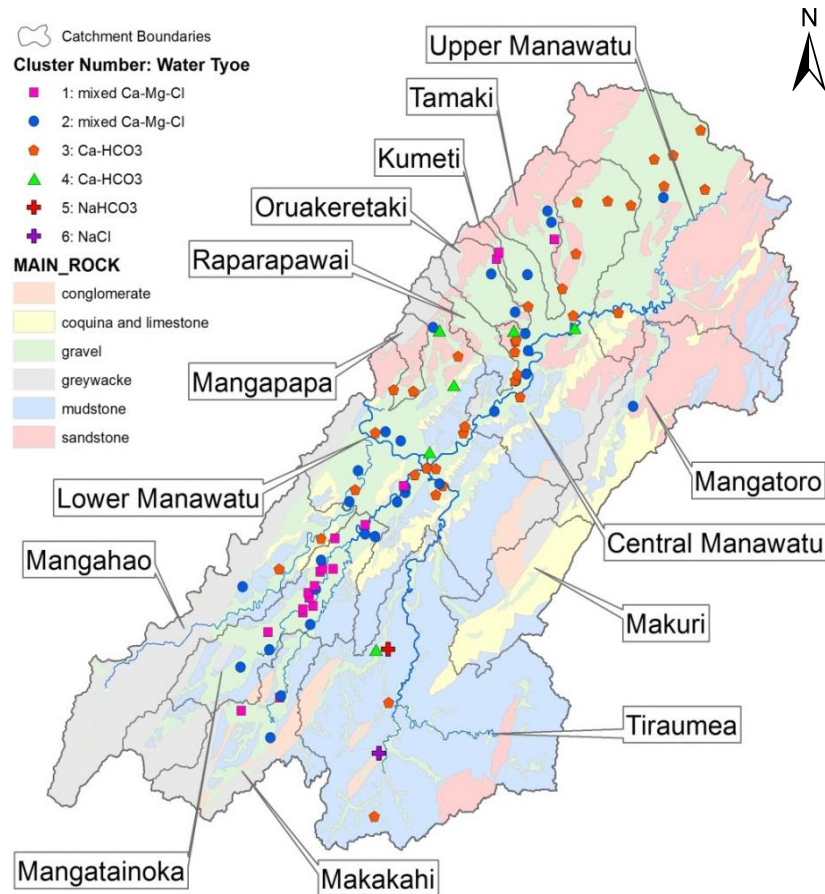 Catchment Boundaries
Cluster Number: Water Tyoe
1: mixed Ca-Mg-Cl
2: mixed Ca-Mg-Cl
3: Ca-HCO3
4: Ca-HCO3
5: NaHCO3
6: NaCl
MAIN_ROCK
conglomerate
coquina and limestone
gravel
greywacke
mudstone
sandstone
N
Upper Manawatu
Tamaki
Kumeti
Oruakeretaki
Raparapawai
Mangapapa
Lower Manawatu
Mangahao
Mangatoro
Central Manawatu
Makuri
Tiraumea
Mangatainoka
Makakahi